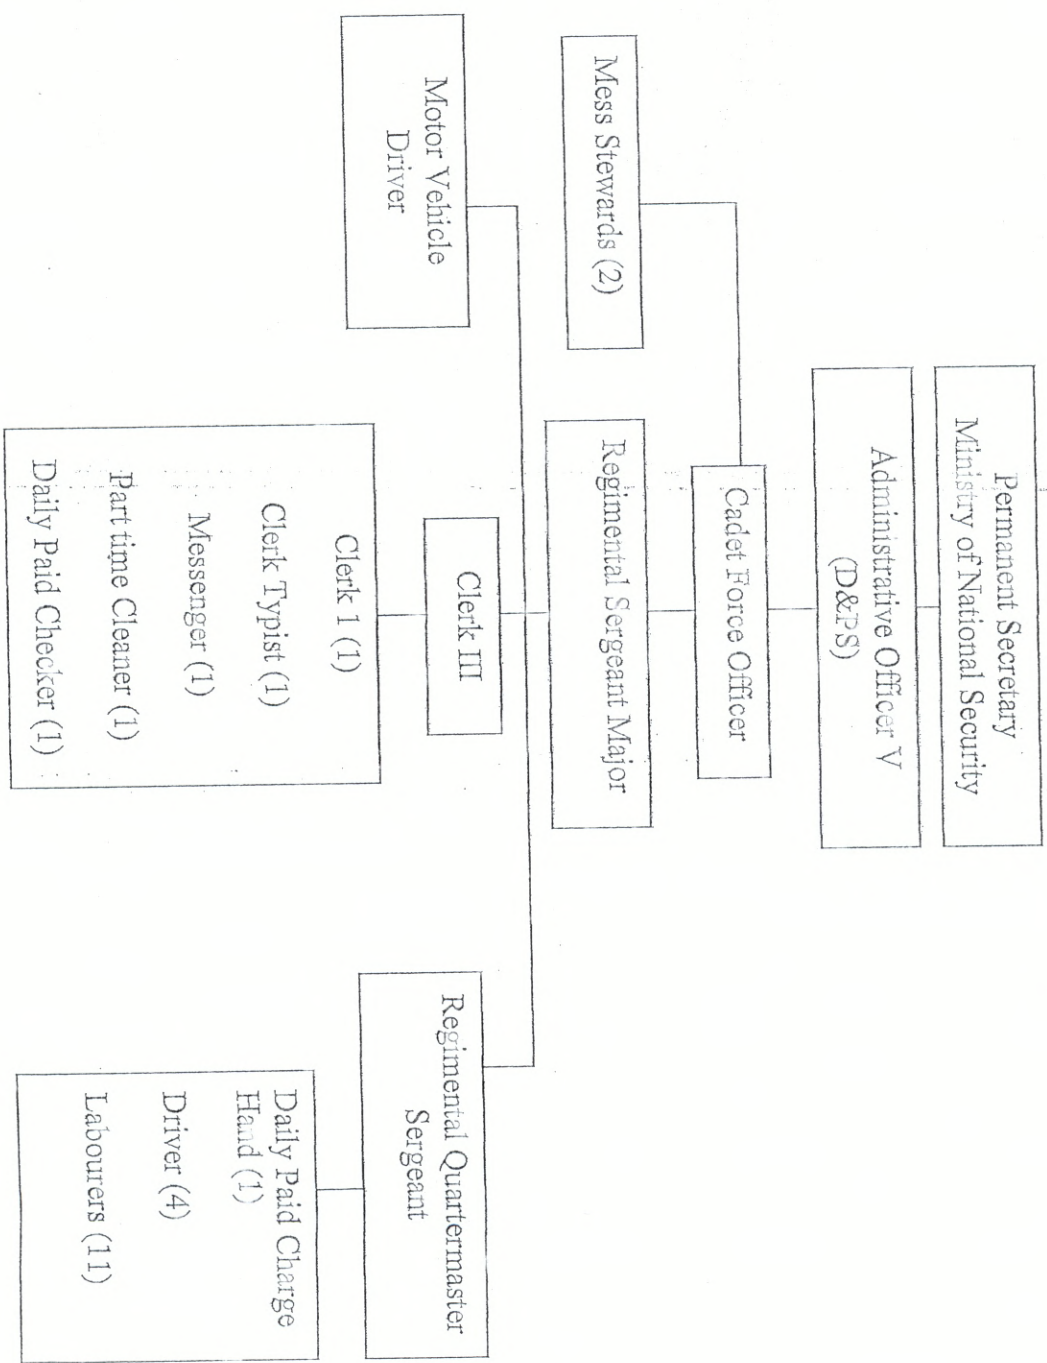 Permanent Secretary
Ministry of National Security
Administrative Officer V
(D&PS)
Cadet Force Officer
Mess Stewards (2)
Regimental Sergeant Major
Motor Vehicle
Driver
Clerk III
Regimental Quartermaster
Sergeant
Clerk 1 (1)
Clerk Typist (1)
Messenger (1)
Part time Cleaner (1)
Daily Paid Checker (1)
Daily Paid Charge
Hand (1)
Driver (4)
Labourers (11)